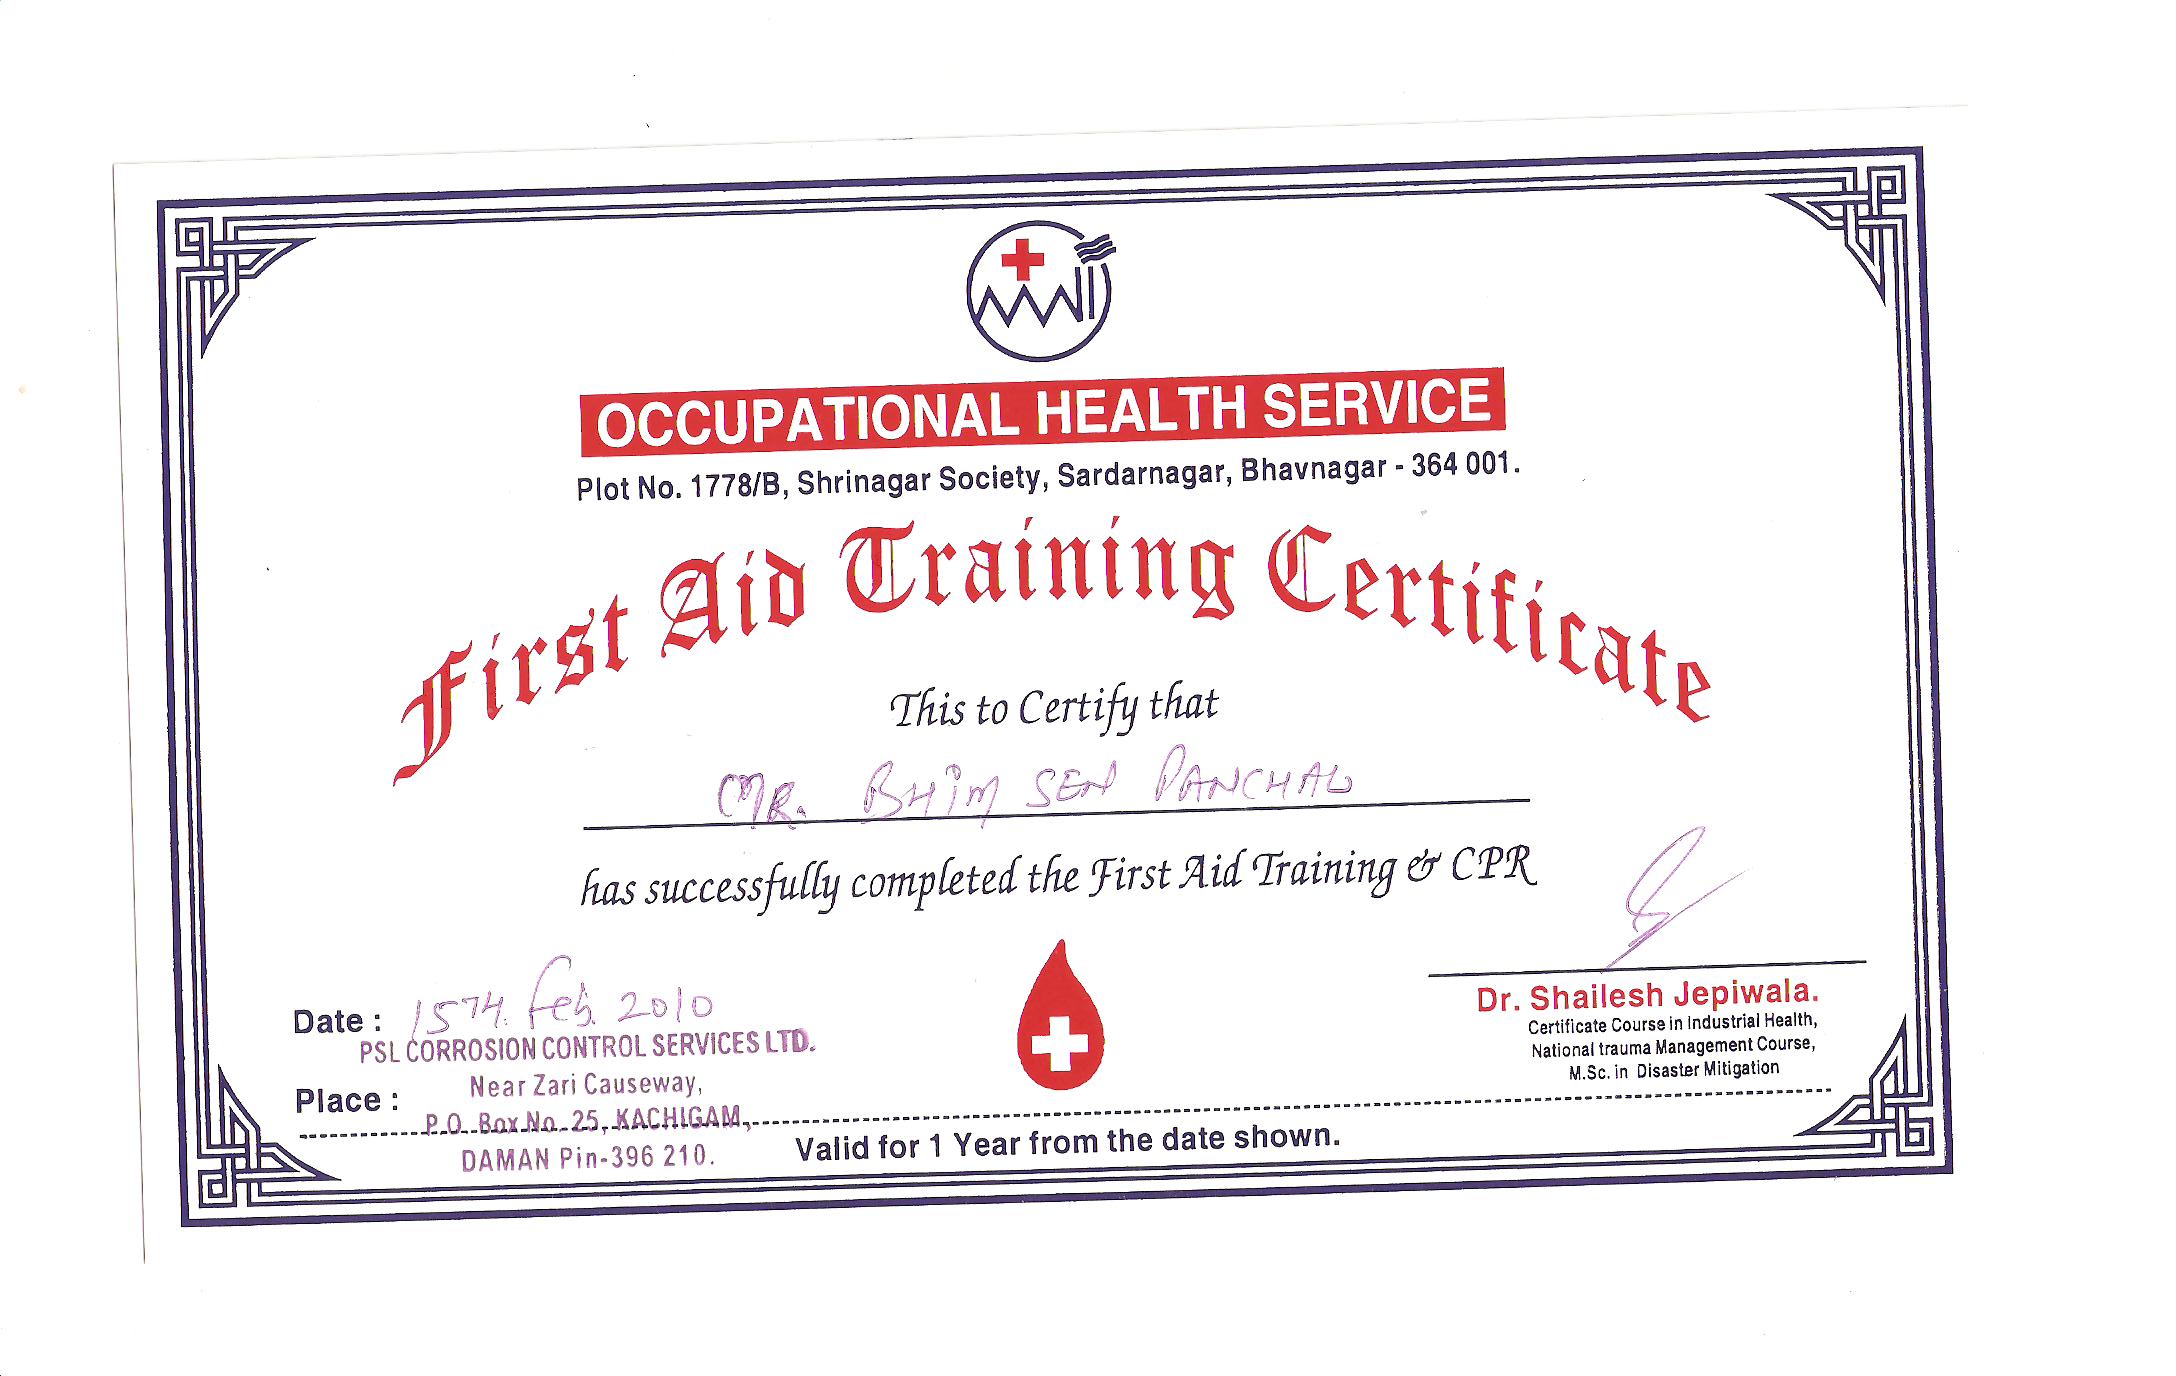 OCCUPATIONAL HEALTH SERVICE
Plot No. 1778/B, Shrinagar Society, Sardarnagar, Bhavnagar - 364 001.
First Aid Training Certificate
This to Certify that
MR. BHIM SEN PANCHAL
has successfully completed the First Aid Training & CPR
Date : 15TH. Feb. 2010
PSL CORROSION CONTROL SERVICES LTD.
Place : Near Zari Causeway,
P.O. Box No. 25, KACHIGAM,
DAMAN Pin-396 210.
Dr. Shailesh Jepiwala.
Certificate Course in Industrial Health,
National trauma Management Course,
M.Sc. in Disaster Mitigation
Valid for 1 Year from the date shown.